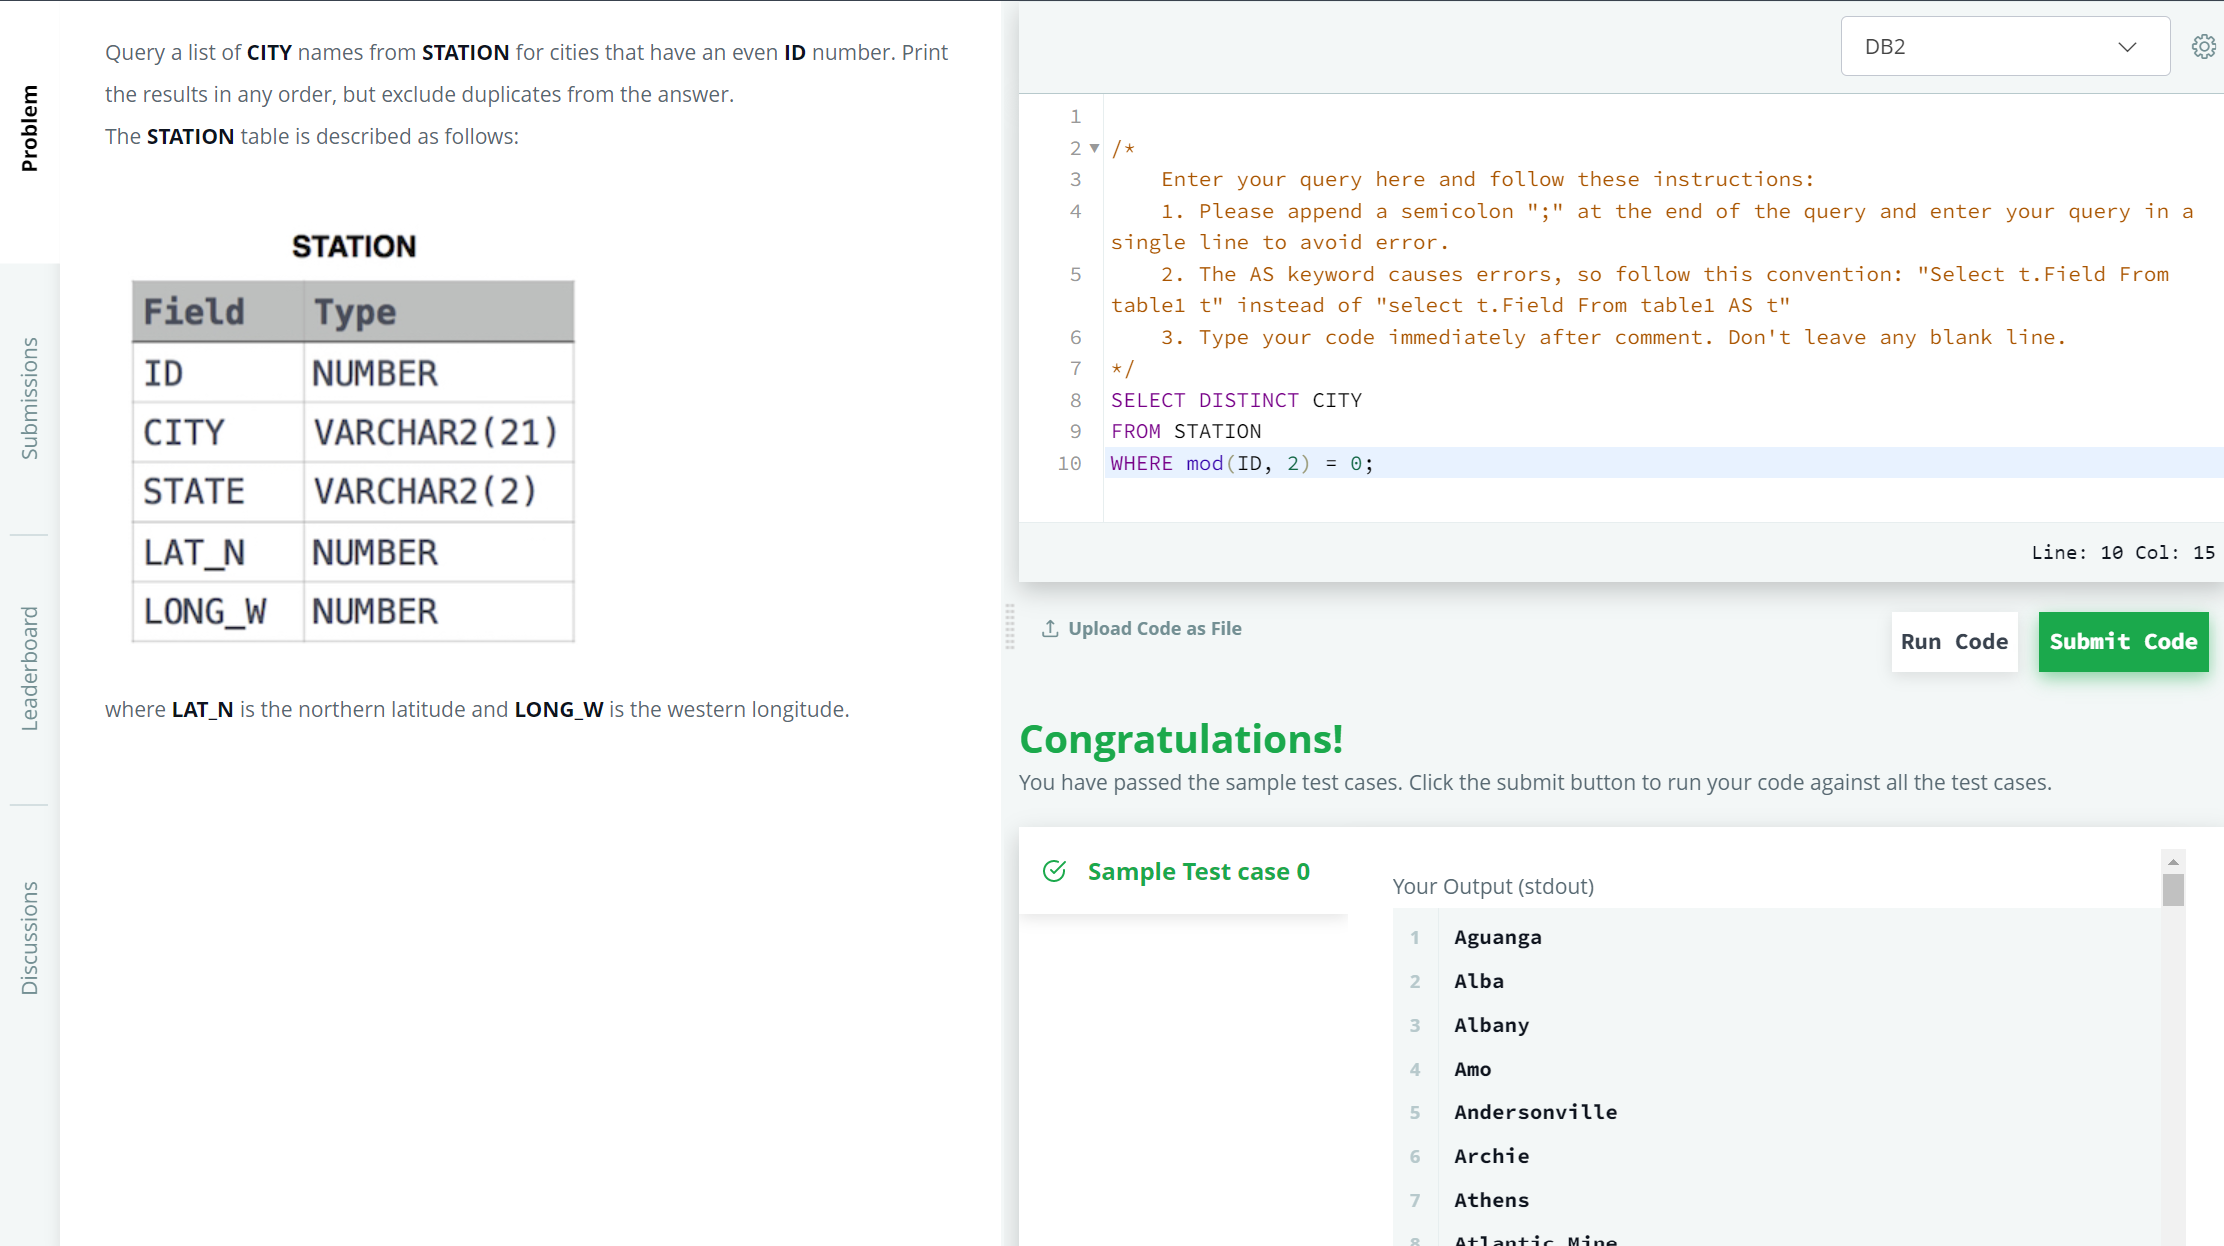 Problem
Submissions
Leaderboard
Discussions
Query a list of CITY names from STATION for cities that have an even ID number. Print
the results in any order, but exclude duplicates from the answer.
The STATION table is described as follows:
STATION
Field Type
ID NUMBER
CITY VARCHAR2(21)
STATE VARCHAR2(2)
LAT_N NUMBER
LONG_W NUMBER
where LAT_N is the northern latitude and LONG_W is the western longitude.
DB2
1
2 /*
3 Enter your query here and follow these instructions:
4 1. Please append a semicolon ";" at the end of the query and enter your query in a
single line to avoid error.
5 2. The AS keyword causes errors, so follow this convention: "Select t.Field From
table1 t" instead of "select t.Field From table1 AS t"
6 3. Type your code immediately after comment. Don't leave any blank line.
7 */
8 SELECT DISTINCT CITY
9 FROM STATION
10 WHERE mod(ID, 2) = 0;
Line: 10 Col: 15
Upload Code as File
Run Code
Submit Code
Congratulations!
You have passed the sample test cases. Click the submit button to run your code against all the test cases.
Sample Test case 0
Your Output (stdout)
1 Aguanga
2 Alba
3 Albany
4 Amo
5 Andersonville
6 Archie
7 Athens
8 Atlantic Mine